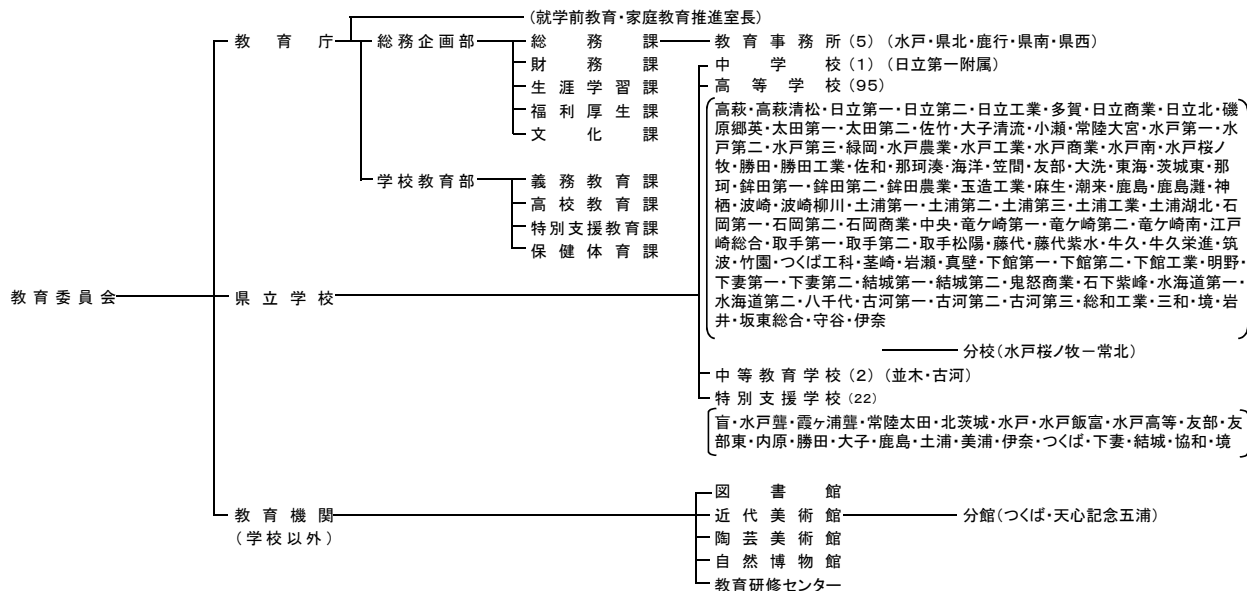 (就学前教育・家庭教育推進室長)
教育庁 総務企画部 総務課 教育事務所(5) (水戸・県北・鹿行・県南・県西)
財務課 中学校(1) (日立第一附属)
生涯学習課 高等学校(95)
福利厚生課
文化課
高萩・高萩清松・日立第一・日立第二・日立工業・多賀・日立商業・日立北・磯
原郷英・太田第一・太田第二・佐竹・大子清流・小瀬・常陸大宮・水戸第一・水
戸第二・水戸第三・緑岡・水戸農業・水戸工業・水戸商業・水戸南・水戸桜ノ
牧・勝田・勝田工業・佐和・那珂湊・海洋・笠間・友部・大洗・東海・茨城東・那
珂・鉾田第一・鉾田第二・鉾田農業・玉造工業・麻生・潮来・鹿島・鹿島灘・神
栖・波崎・波崎柳川・土浦第一・土浦第二・土浦第三・土浦工業・土浦湖北・石
岡第一・石岡第二・石岡商業・中央・竜ケ崎第一・竜ケ崎第二・竜ケ崎南・江戸
崎総合・取手第一・取手第二・取手松陽・藤代・藤代紫水・牛久・牛久栄進・筑
波・竹園・つくば工科・茎崎・岩瀬・真壁・下館第一・下館第二・下館工業・明野・
下妻第一・下妻第二・結城第一・結城第二・鬼怒商業・石下紫峰・水海道第一・
水海道第二・八千代・古河第一・古河第二・古河第三・総和工業・三和・境・岩
井・坂東総合・守谷・伊奈
学校教育部 義務教育課
高校教育課
特別支援教育課
保健体育課
教育委員会 県立学校
分校(水戸桜ノ牧ー常北)
中等教育学校(2) (並木・古河)
特別支援学校(22)
盲・水戸聾・霞ヶ浦聾・常陸太田・北茨城・水戸・水戸飯富・水戸高等・友部・友
部東・内原・勝田・大子・鹿島・土浦・美浦・伊奈・つくば・下妻・結城・協和・境
図書館
教育機関 近代美術館 分館(つくば・天心記念五浦)
(学校以外) 陶芸美術館
自然博物館
教育研修センター